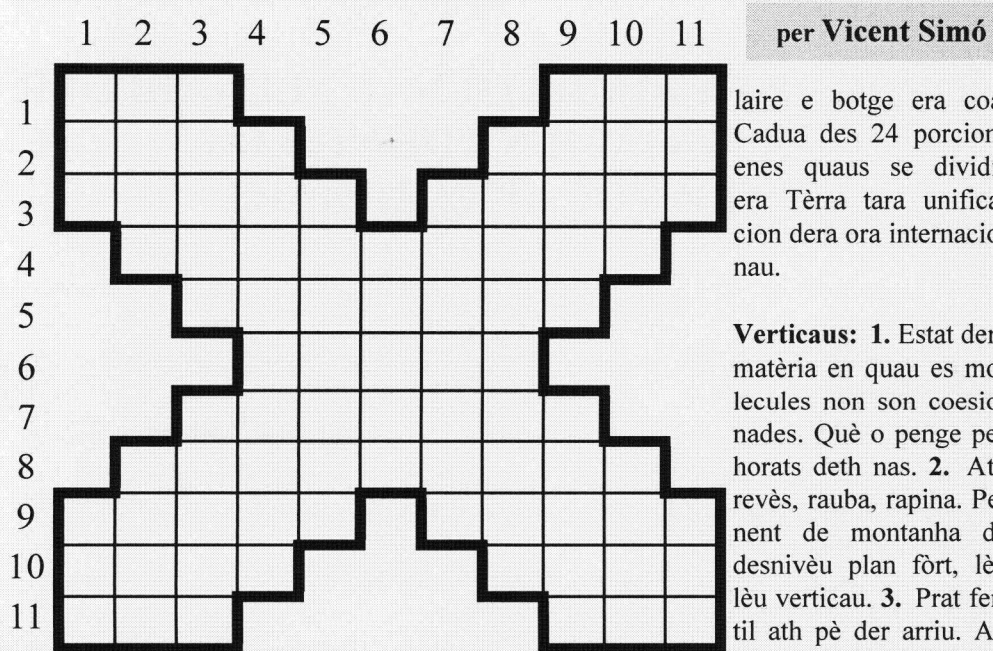 1 2 3 4 5 6 7 8 9 10 11
1
2
3
4
5
6
7
8
9
10
11
per Vicent Simó
laire e botge era coa
Cadua des 24 porcion
enes quaus se dividi
era Tèrra tara unifica
cion dera ora internacio
nau.
Verticaus: 1. Estat der
matèria en quau es mo
lecules non son coesio
nades. Què o penge pe
horats deth nas. 2. At
revès, rauba, rapina. Pe
nent de montanha d
desnivèu plan fòrt, lè
lèu verticau. 3. Prat fer
til ath pè der arriu. A